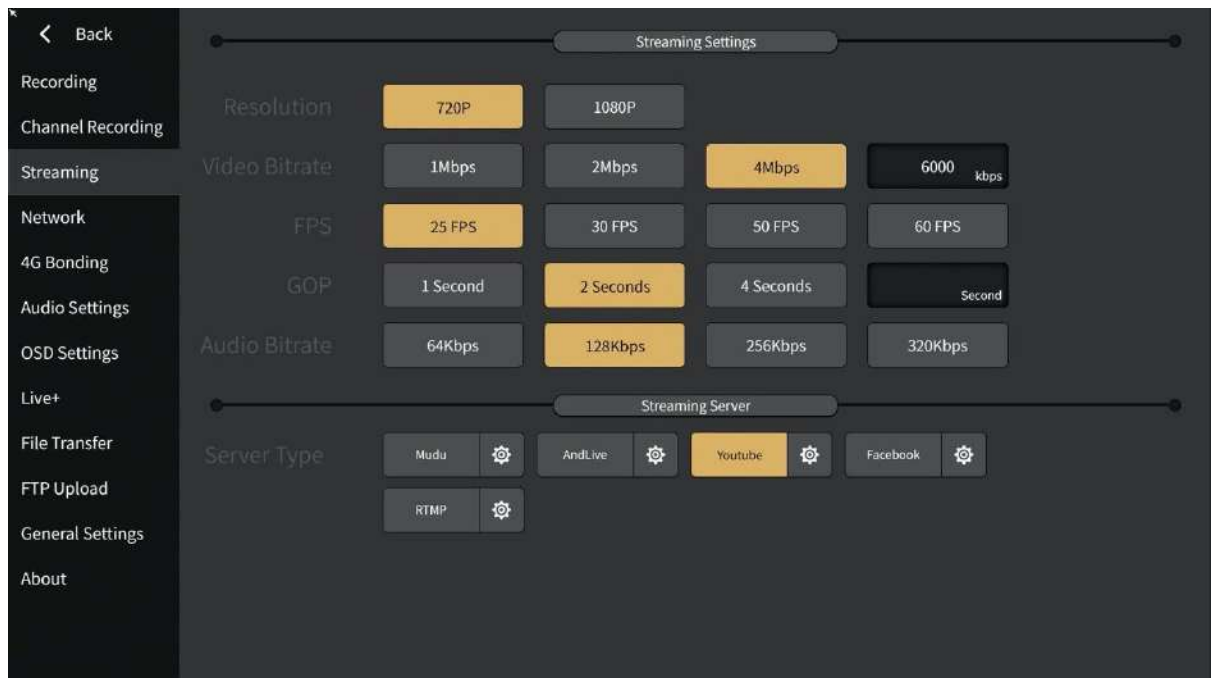 Back
Recording
Channel Recording
Streaming
Network
4G Bonding
Audio Settings
OSD Settings
Live+
File Transfer
FTP Upload
General Settings
About
Streaming Settings
Resolution 720P 1080P
Video Bitrate 1Mbps 2Mbps 4Mbps 6000 kbps
FPS 25 FPS 30 FPS 50 FPS 60 FPS
GOP 1 Second 2 Seconds 4 Seconds Second
Audio Bitrate 64Kbps 128Kbps 256Kbps 320Kbps
Streaming Server
Server Type Mudu AndLive Youtube Facebook
RTMP